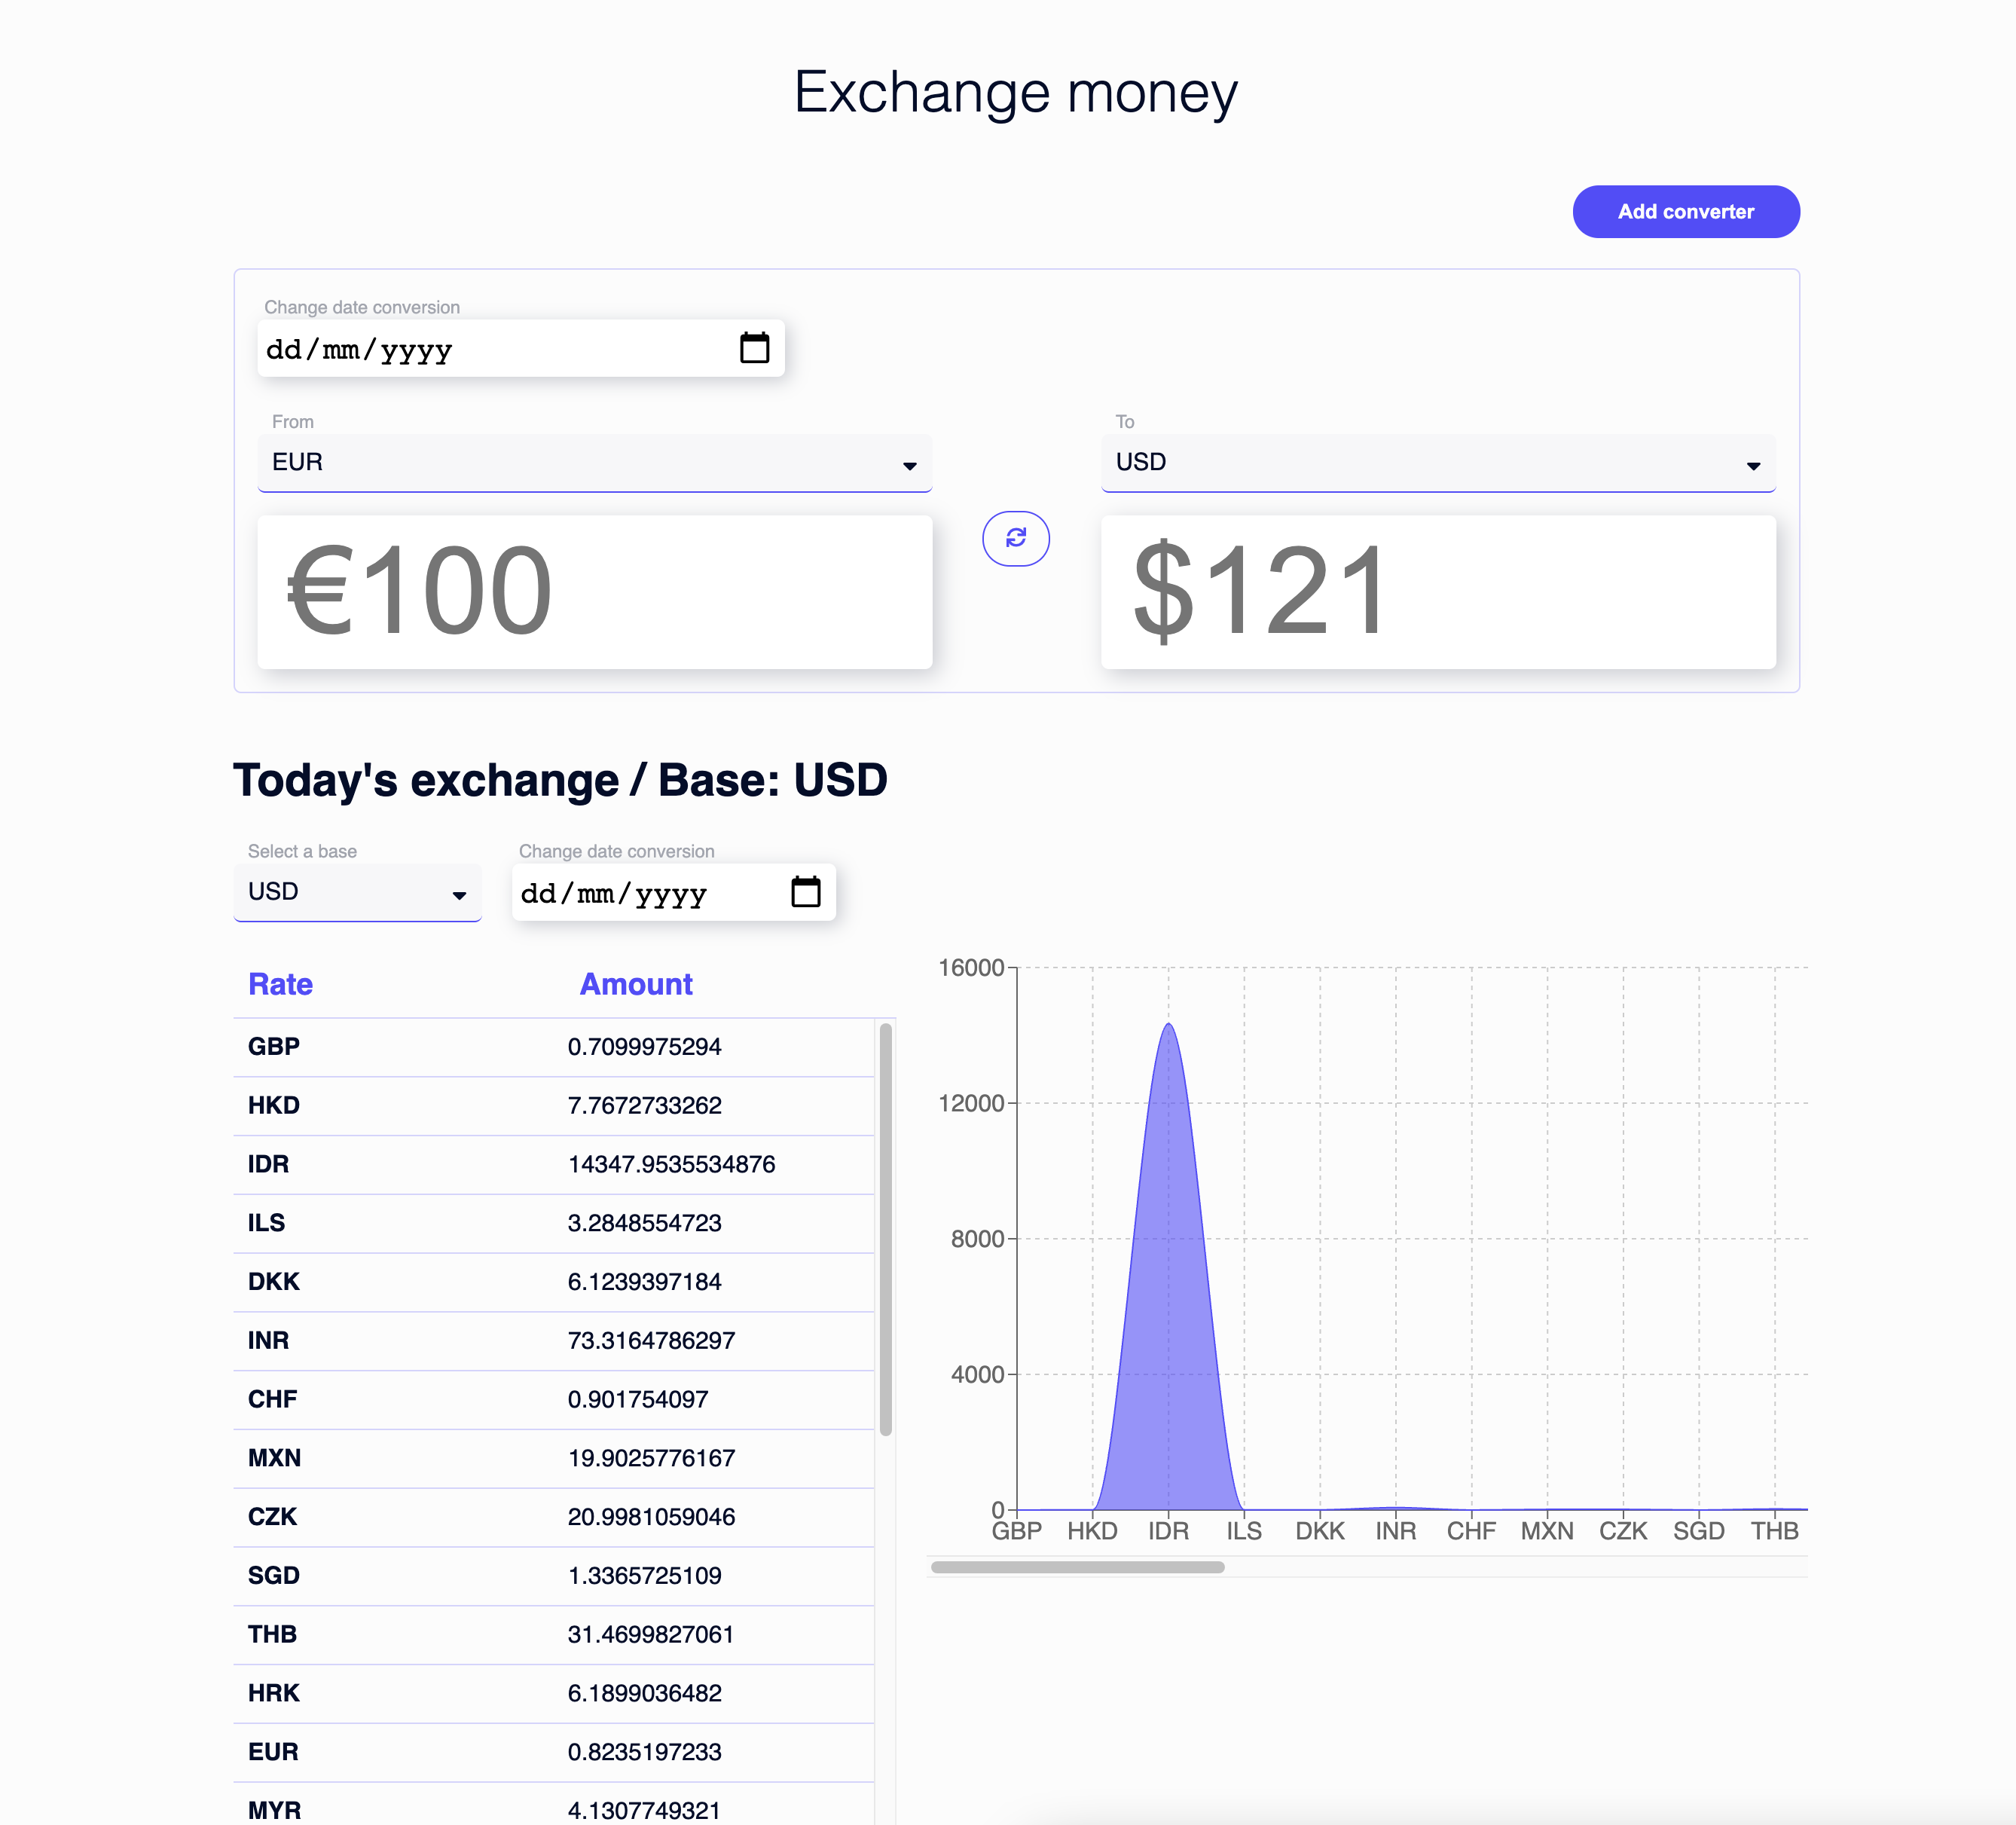 Exchange money
Add converter
Change date conversion
dd/mm/yyyy
From
To
EUR
USD
€100
$121
Today's exchange / Base: USD
Select a base
Change date conversion
USD
dd/mm/yyyy
Rate Amount
GBP 0.7099975294
HKD 7.7672733262
IDR 14347.9535534876
ILS 3.2848554723
DKK 6.1239397184
INR 73.3164786297
CHF 0.901754097
MXN 19.9025776167
CZK 20.9981059046
SGD 1.3365725109
THB 31.4699827061
HRK 6.1899036482
EUR 0.8235197233
MYR 4.1307749321
16000
12000
8000
4000
0
GBP HKD IDR ILS DKK INR CHF MXN CZK SGD THB